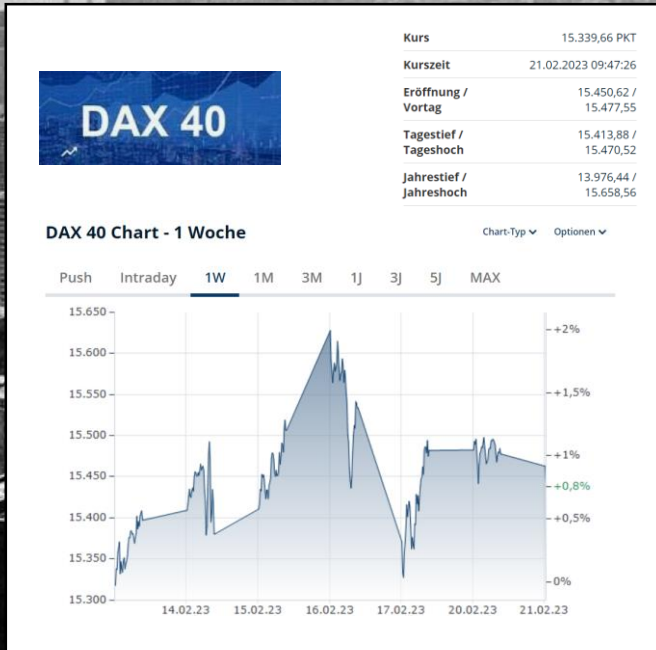 Kurs 15.339,66 PKT
Kurszeit 21.02.2023 09:47:26
Eröffnung / 15.450,62 /
Vortag 15.477,55
Tagestief / 15.413,88 /
Tageshoch 15.470,52
Jahrestief / 13.976,44 /
Jahreshoch 15.658,56
DAX 40
DAX 40 Chart - 1 Woche
Chart-Typ Optionen
Push Intraday 1W 1M 3M 1J 3J 5J MAX
15.650
15.600
15.550
15.500
15.450
15.400
15.350
15.300
+2%
+1,5%
+1%
+0,8%
+0,5%
0%
14.02.23 15.02.23 16.02.23 17.02.23 20.02.23 21.02.23